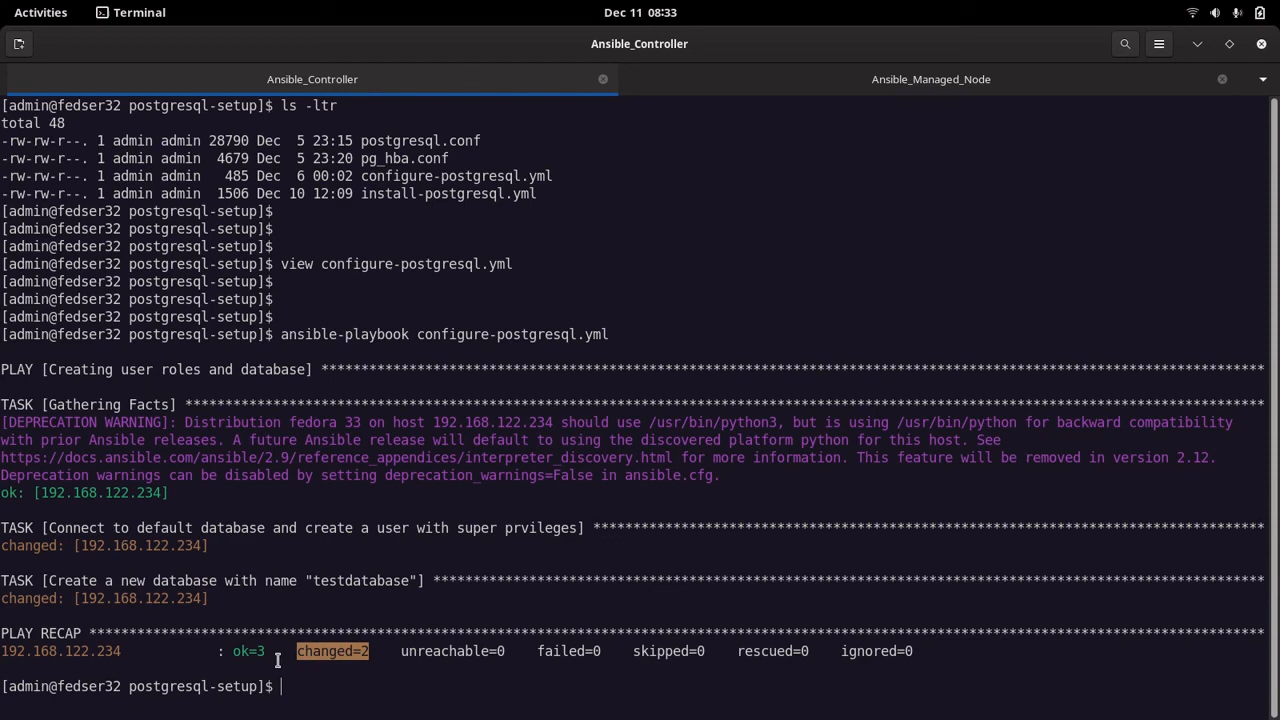 Activities Terminal Dec 11 08:33
Ansible_Controller
Ansible_Controller Ansible_Managed_Node
[admin@fedser32 postgresql-setup]$ ls -ltr
total 48
-rw-rw-r--. 1 admin admin 28790 Dec  5 23:15 postgresql.conf
-rw-rw-r--. 1 admin admin  4679 Dec  5 23:20 pg_hba.conf
-rw-rw-r--. 1 admin admin   485 Dec  6 00:02 configure-postgresql.yml
-rw-rw-r--. 1 admin admin  1506 Dec 10 12:09 install-postgresql.yml
[admin@fedser32 postgresql-setup]$
[admin@fedser32 postgresql-setup]$
[admin@fedser32 postgresql-setup]$
[admin@fedser32 postgresql-setup]$ view configure-postgresql.yml
[admin@fedser32 postgresql-setup]$
[admin@fedser32 postgresql-setup]$
[admin@fedser32 postgresql-setup]$
[admin@fedser32 postgresql-setup]$ ansible-playbook configure-postgresql.yml
PLAY [Creating user roles and database] **********************************************************************************************************************
TASK [Gathering Facts] ***************************************************************************************************************************************
[DEPRECATION WARNING]: Distribution fedora 33 on host 192.168.122.234 should use /usr/bin/python3, but is using /usr/bin/python for backward compatibility
with prior Ansible releases. A future Ansible release will default to using the discovered platform python for this host. See
https://docs.ansible.com/ansible/2.9/reference_appendices/interpreter_discovery.html for more information. This feature will be removed in version 2.12.
Deprecation warnings can be disabled by setting deprecation_warnings=False in ansible.cfg.
ok: [192.168.122.234]
TASK [Connect to default database and create a user with super prvileges] ************************************************************************************
changed: [192.168.122.234]
TASK [Create a new database with name "testdatabase"] ********************************************************************************************************
changed: [192.168.122.234]
PLAY RECAP ***************************************************************************************************************************************************
192.168.122.234            : ok=3    changed=2    unreachable=0    failed=0    skipped=0    rescued=0    ignored=0
[admin@fedser32 postgresql-setup]$